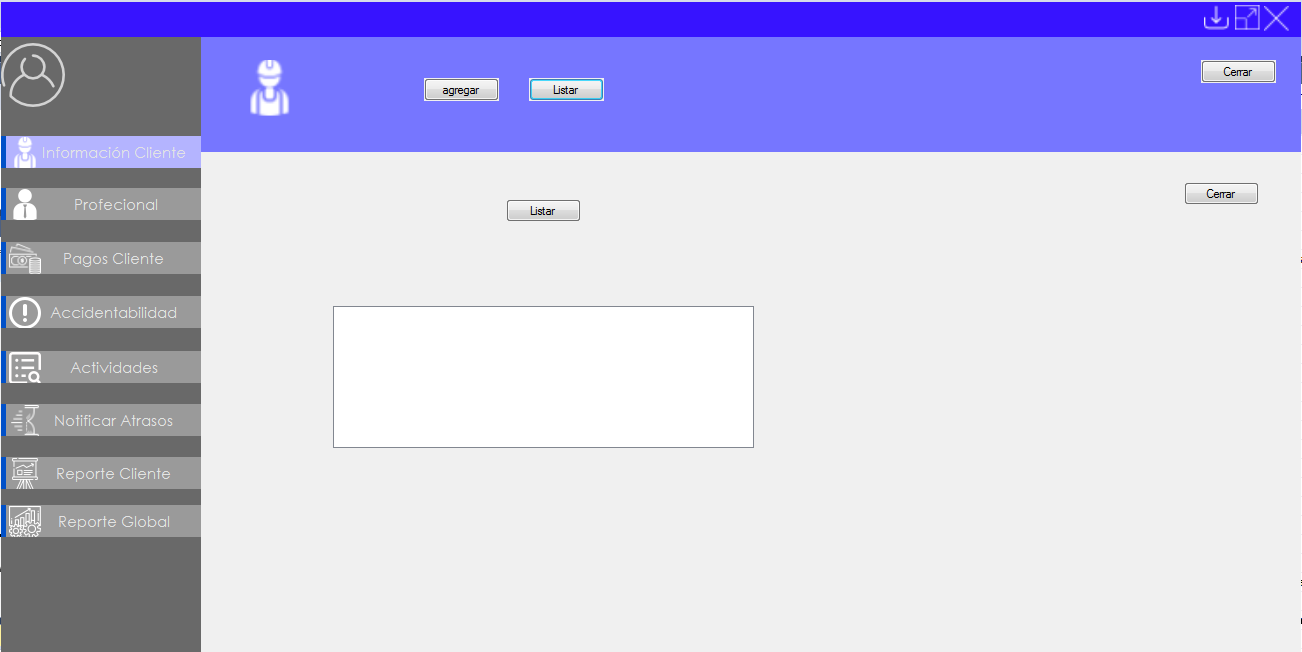 agregar
Listar
Cerrar
Información Cliente
Profecional
Pagos Cliente
Accidentabilidad
Actividades
Notificar Atrasos
Reporte Cliente
Reporte Global
Listar
Cerrar